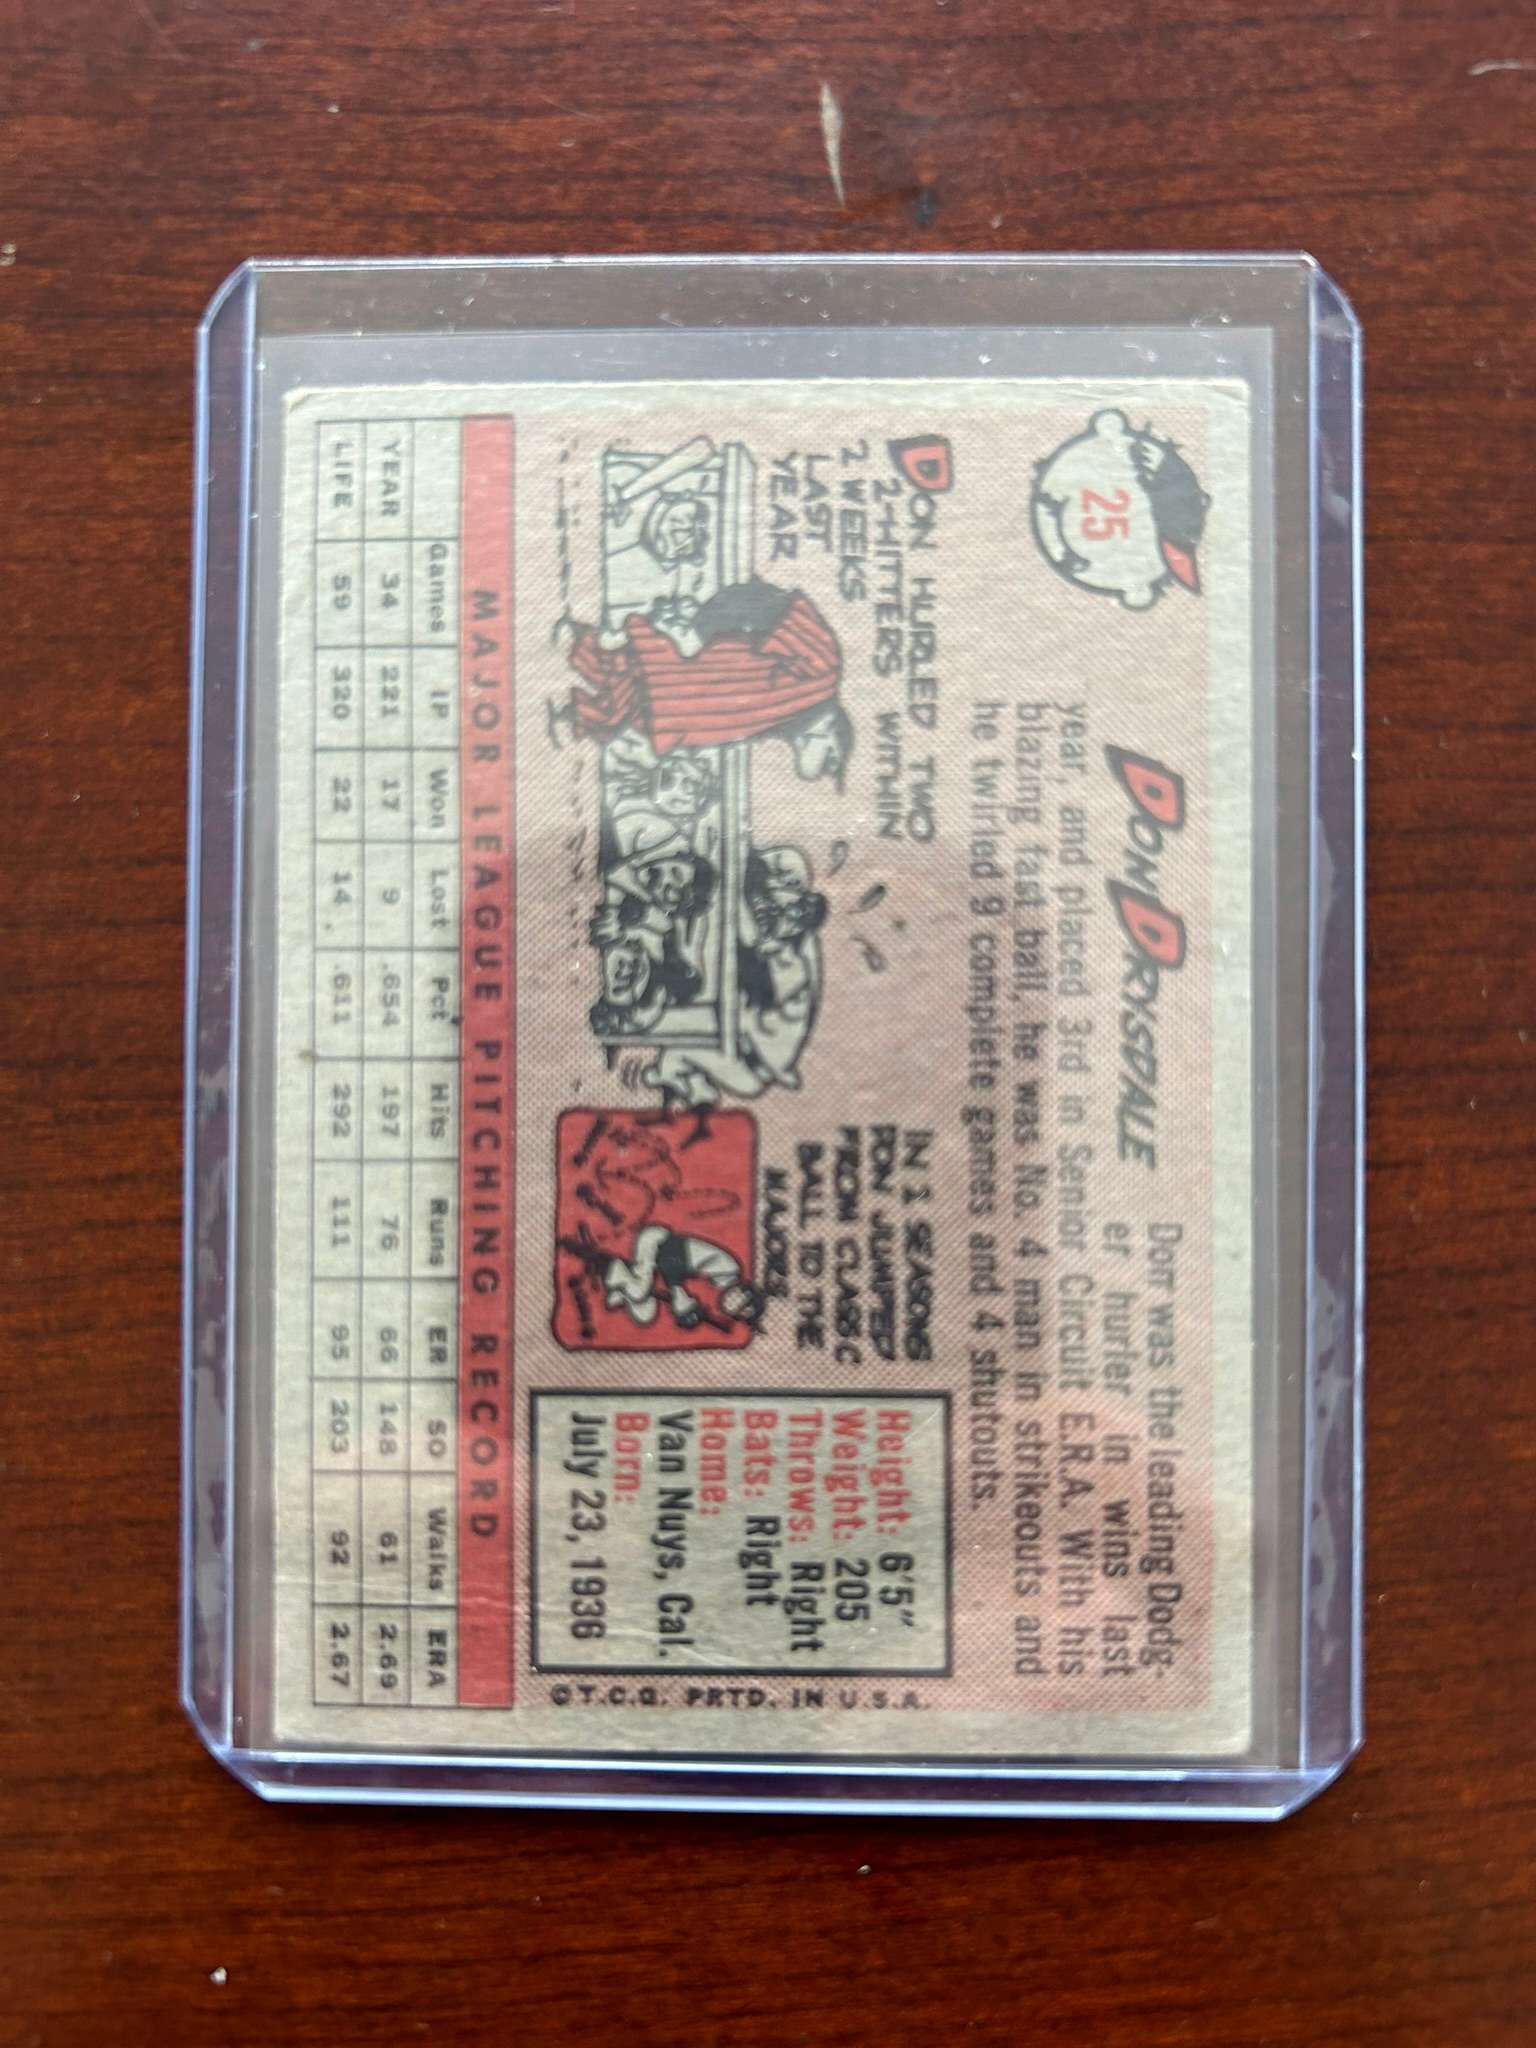 25
DON DRYSDALE
Don was the leading Dodg-
er hurler in wins last
year, and placed 3rd in Senior Circuit E.R.A. With his
blazing fast ball, he was No. 4 man in strikeouts and
he twirled 9 complete games and 4 shutouts.
DON HURLED TWO
2-HITTERS WITHIN
2 WEEKS
LAST
YEAR
IN 2 SEASONS
DON JUMPED
FROM CLASS C
BALL TO THE
MAJORS
Height: 6'5"
Weight: 205
Throws: Right
Bats: Right
Home:
Van Nuys, Cal.
Born:
July 23, 1936
©T.C.G. PRTD. IN U.S.A.
MAJOR LEAGUE PITCHING RECORD
Games IP Won Lost Pct Hits Runs ER SO Walks ERA
YEAR 34 221 17 9 .654 197 76 66 148 61 2.69
LIFE 59 320 22 14 .611 292 111 95 203 92 2.67